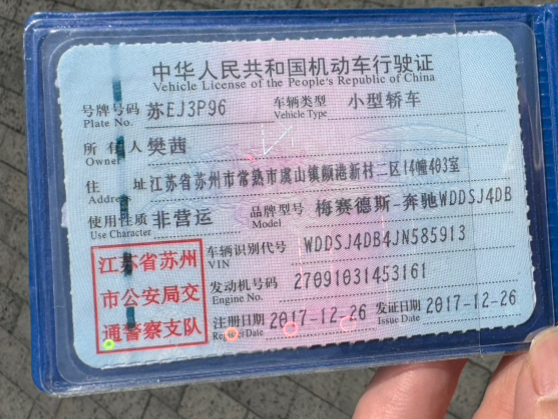 中华人民共和国机动车行驶证
Vehicle License of the People's Republic of China
号牌号码 苏EJ3P96 车辆类型 小型轿车
Plate No. Vehicle Type
所有人 樊茜
Owner
住 址 江苏省苏州市常熟市虞山镇颜港新村二区14幢403室
Address
使用性质 非营运 品牌型号 梅赛德斯-奔驰WDDSJ4DB
Use Character Model
江苏省苏州 车辆识别代号 WDDSJ4DB4JN585913
VIN
市公安局交 发动机号码 27091031453161
Engine No.
通警察支队 注册日期 2017-12-26 发证日期 2017-12-26
Register Date Issue Date